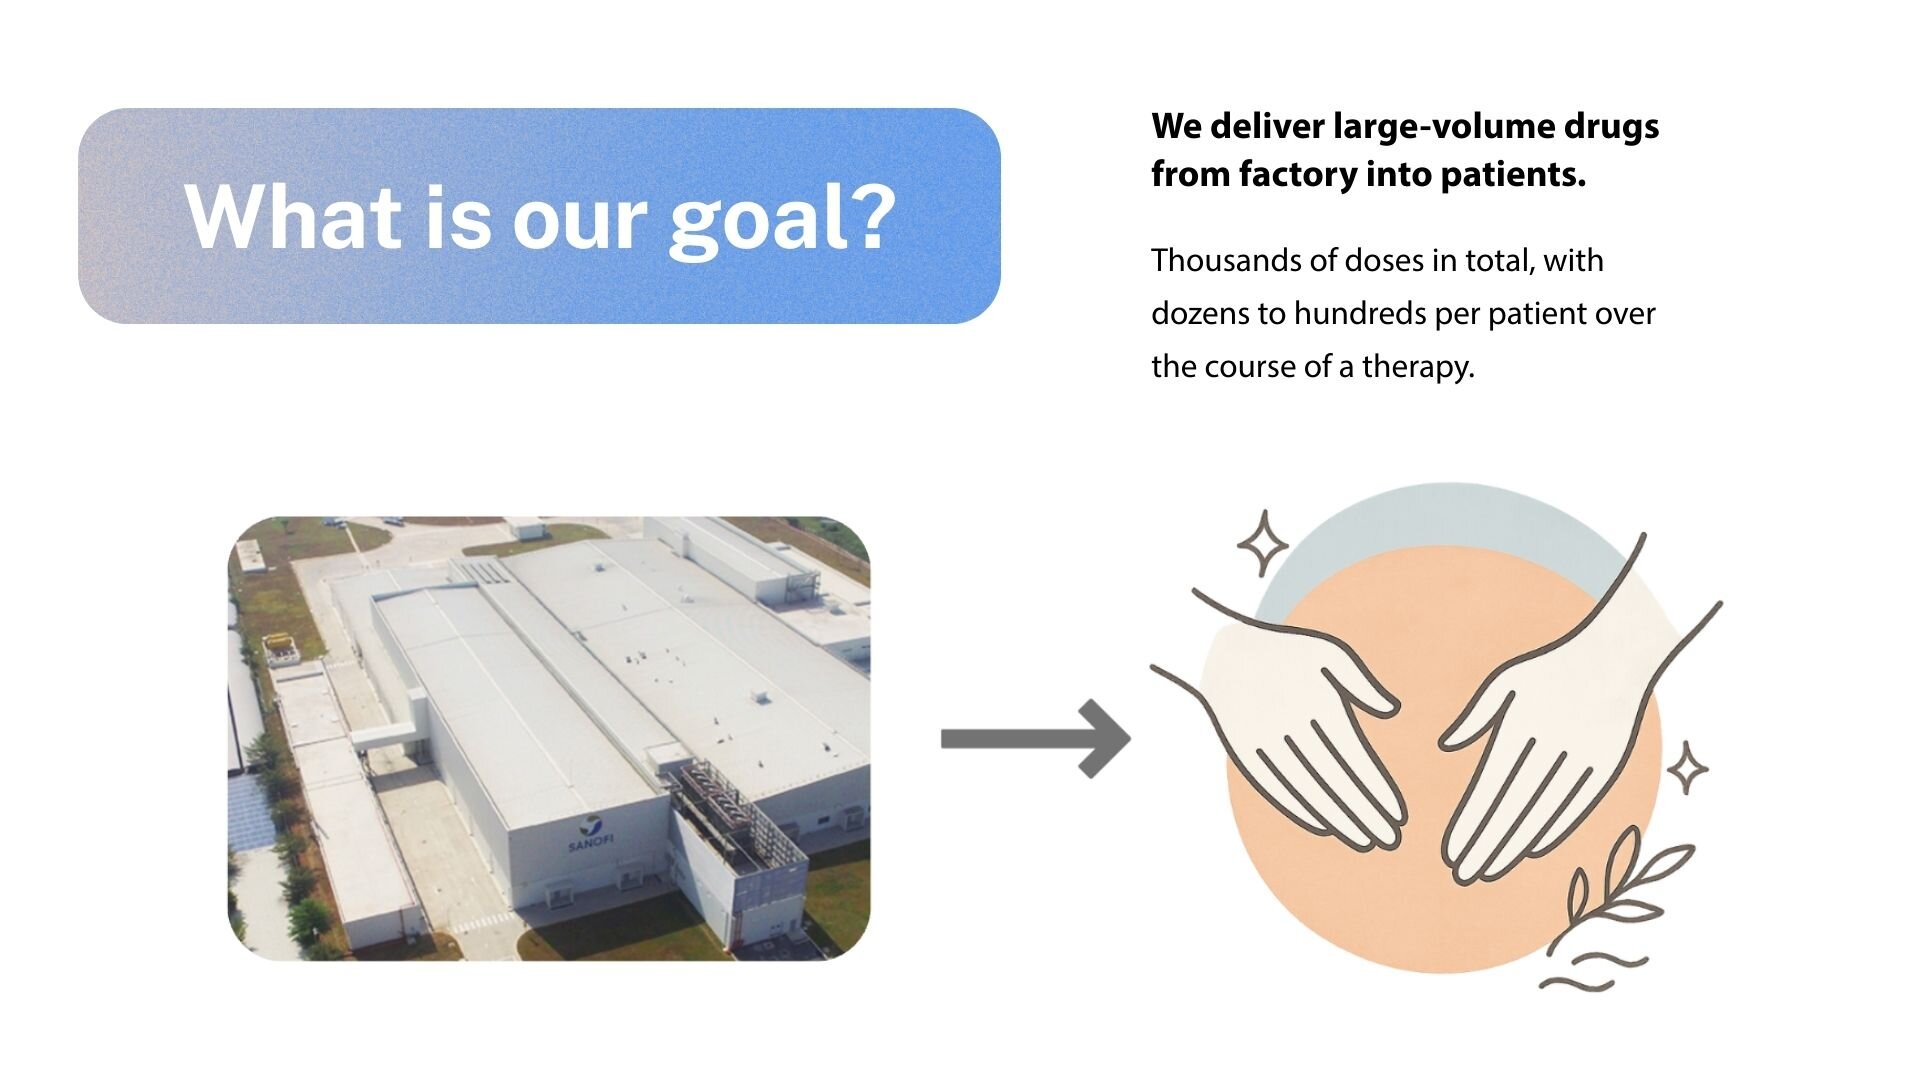 What is our goal?
We deliver large-volume drugs
from factory into patients.
Thousands of doses in total, with
dozens to hundreds per patient over
the course of a therapy.
SANOFI